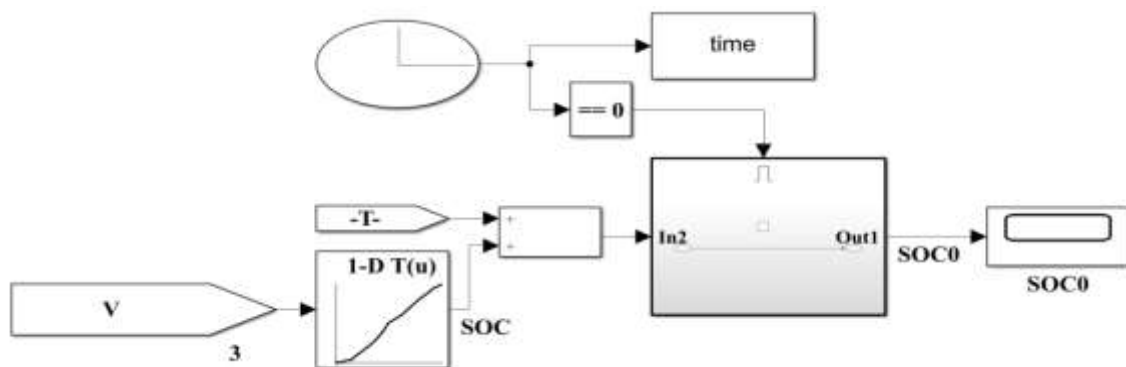 time
== 0
-T-
+
+
1-D T(u)
In2
Out1
SOC0
SOC0
V
3
SOC